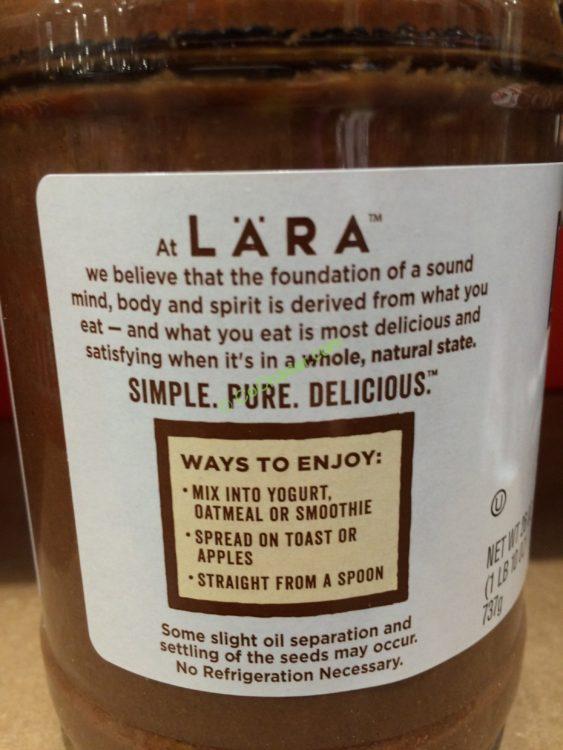 At LÄRA™
we believe that the foundation of a sound
mind, body and spirit is derived from what you
eat — and what you eat is most delicious and
satisfying when it's in a whole, natural state.
SIMPLE. PURE. DELICIOUS.™
WAYS TO ENJOY:
• MIX INTO YOGURT,
OATMEAL OR SMOOTHIE
• SPREAD ON TOAST OR
APPLES
• STRAIGHT FROM A SPOON
Some slight oil separation and
settling of the seeds may occur.
No Refrigeration Necessary.
U
NET WT
(1 LB 10
737g